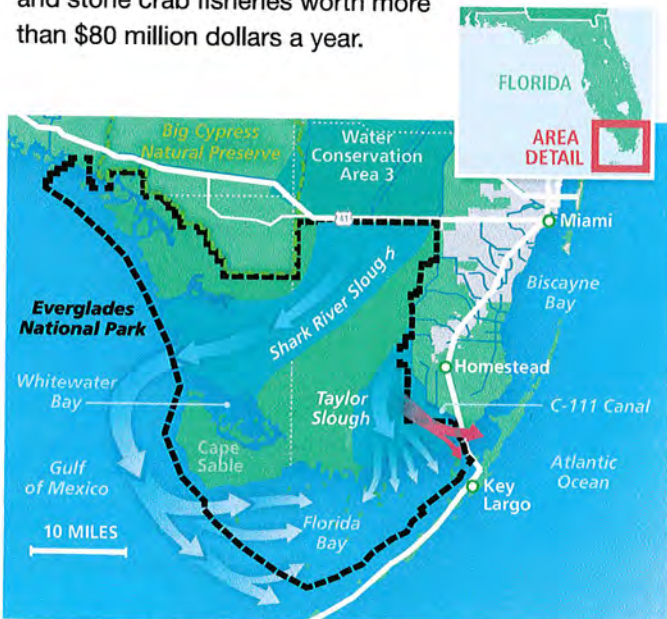 and stone crab fisheries worth more
than $80 million dollars a year.
FLORIDA
AREA
DETAIL
Big Cypress
Natural Preserve
Water
Conservation
Area 3
41
Miami
Biscayne
Bay
Shark River Slough
Everglades
National Park
Homestead
Whitewater
Bay
Taylor
Slough
C-111 Canal
Cape
Sable
Gulf
of Mexico
Atlantic
Ocean
Key
Largo
Florida
Bay
10 MILES